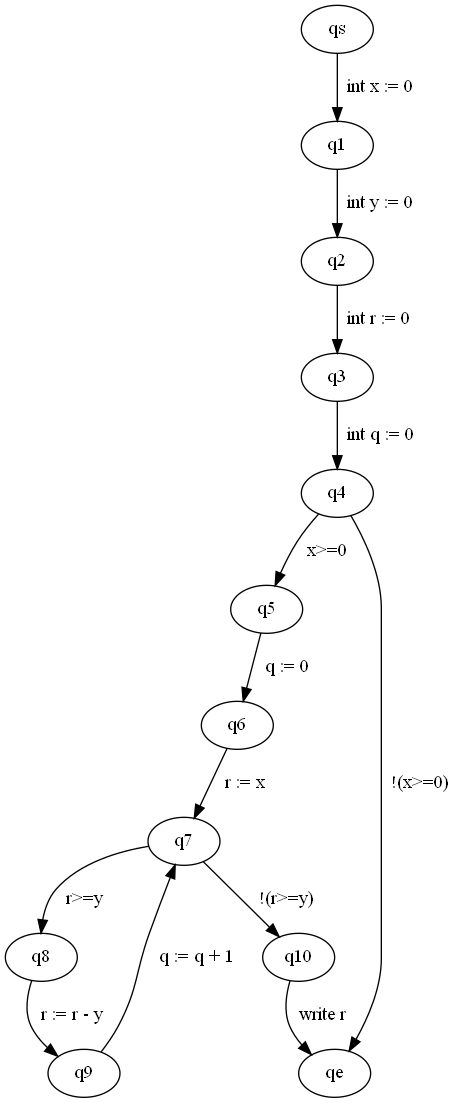 qs
int x := 0
q1
int y := 0
q2
int r := 0
q3
int q := 0
q4
x>=0
q5
q := 0
q6
!(x>=0)
r := x
q7
r>=y
!(r>=y)
q8
q := q + 1
q10
r := r - y
write r
q9
qe